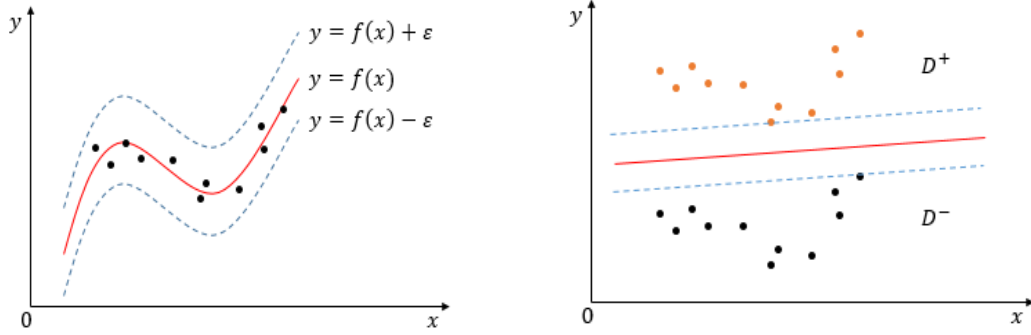 y
y = f(x) + ε
y = f(x)
y = f(x) − ε
0
x
y
D⁺
D⁻
0
x